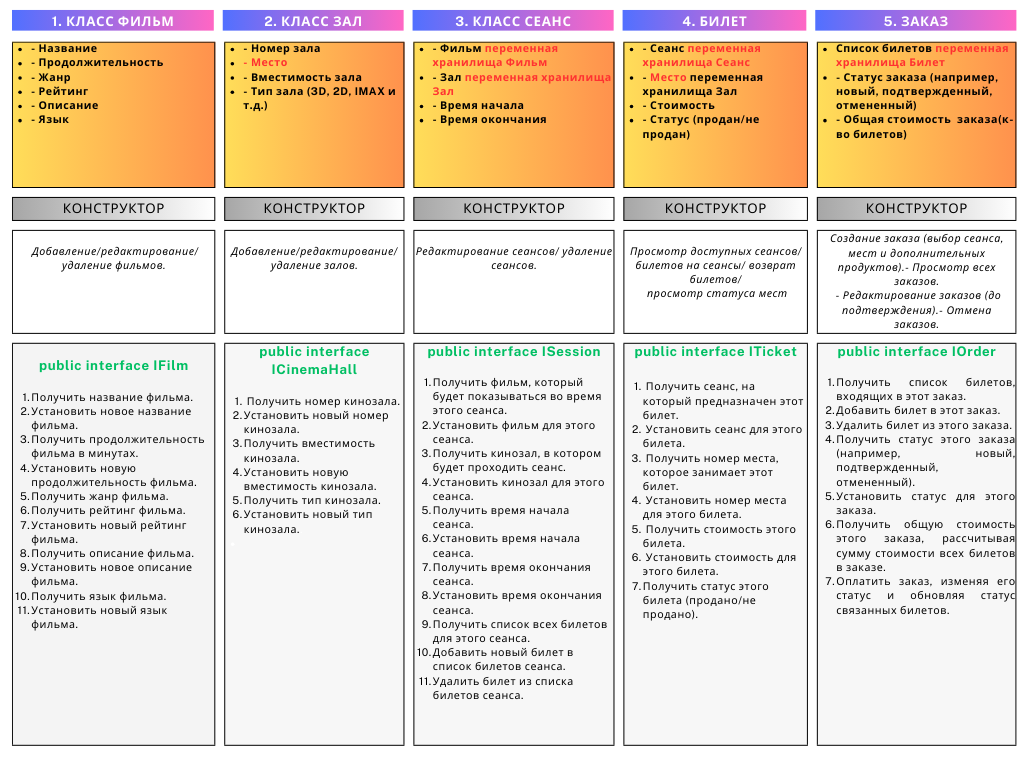 1. КЛАСС ФИЛЬМ
- Название
- Продолжительность
- Жанр
- Рейтинг
- Описание
- Язык
КОНСТРУКТОР
Добавление/редактирование/
удаление фильмов.
public interface IFilm
1.Получить название фильма.
2.Установить новое название
фильма.
3.Получить продолжительность
фильма в минутах.
4.Установить новую
продолжительность фильма.
5.Получить жанр фильма.
6.Получить рейтинг фильма.
7.Установить новый рейтинг
фильма.
8.Получить описание фильма.
9.Установить новое описание
фильма.
10.Получить язык фильма.
11.Установить новый язык
фильма.
2. КЛАСС ЗАЛ
- Номер зала
- Место
- Вместимость зала
- Тип зала (3D, 2D, IMAX и
т.д.)
КОНСТРУКТОР
Добавление/редактирование/
удаление залов.
public interface
ICinemaHall
1. Получить номер кинозала.
2.Установить новый номер
кинозала.
3.Получить вместимость
кинозала.
4.Установить новую
вместимость кинозала.
5.Получить тип кинозала.
6.Установить новый тип
кинозала.
3. КЛАСС СЕАНС
- Фильм переменная
хранилища Фильм
- Зал переменная хранилища
Зал
- Время начала
- Время окончания
КОНСТРУКТОР
Редактирование сеансов/ удаление
сеансов.
public interface ISession
1.Получить фильм, который
будет показываться во время
этого сеанса.
2.Установить фильм для этого
сеанса.
3.Получить кинозал, в котором
будет проходить сеанс.
4.Установить кинозал для этого
сеанса.
5.Получить время начала
сеанса.
6.Установить время начала
сеанса.
7.Получить время окончания
сеанса.
8.Установить время окончания
сеанса.
9.Получить список всех билетов
для этого сеанса.
10.Добавить новый билет в
список билетов сеанса.
11.Удалить билет из списка
билетов сеанса.
4. БИЛЕТ
- Сеанс переменная
хранилища Сеанс
- Место переменная
хранилища Зал
- Стоимость
- Статус (продан/не
продан)
КОНСТРУКТОР
Просмотр доступных сеансов/
билетов на сеансы/ возврат
билетов/
просмотр статуса мест
public interface ITicket
1. Получить сеанс, на
который предназначен этот
билет.
2. Установить сеанс для этого
билета.
3. Получить номер места,
которое занимает этот
билет.
4. Установить номер места
для этого билета.
5. Получить стоимость этого
билета.
6. Установить стоимость для
этого билета.
7.Получить статус этого
билета (продано/не
продано).
5. ЗАКАЗ
Список билетов переменная
хранилища Билет
- Статус заказа (например,
новый, подтвержденный,
отмененный)
- Общая стоимость заказа(к-
во билетов)
КОНСТРУКТОР
Создание заказа (выбор сеанса,
мест и дополнительных
продуктов).- Просмотр всех
заказов.
- Редактирование заказов (до
подтверждения).- Отмена
заказов.
public interface IOrder
1.Получить список билетов,
входящих в этот заказ.
2.Добавить билет в этот заказ.
3.Удалить билет из этого заказа.
4.Получить статус этого заказа
(например, новый,
подтвержденный,
отмененный).
5.Установить статус для этого
заказа.
6.Получить общую стоимость
этого заказа, рассчитывая
сумму стоимости всех билетов
в заказе.
7.Оплатить заказ, изменяя его
статус и обновляя статус
связанных билетов.